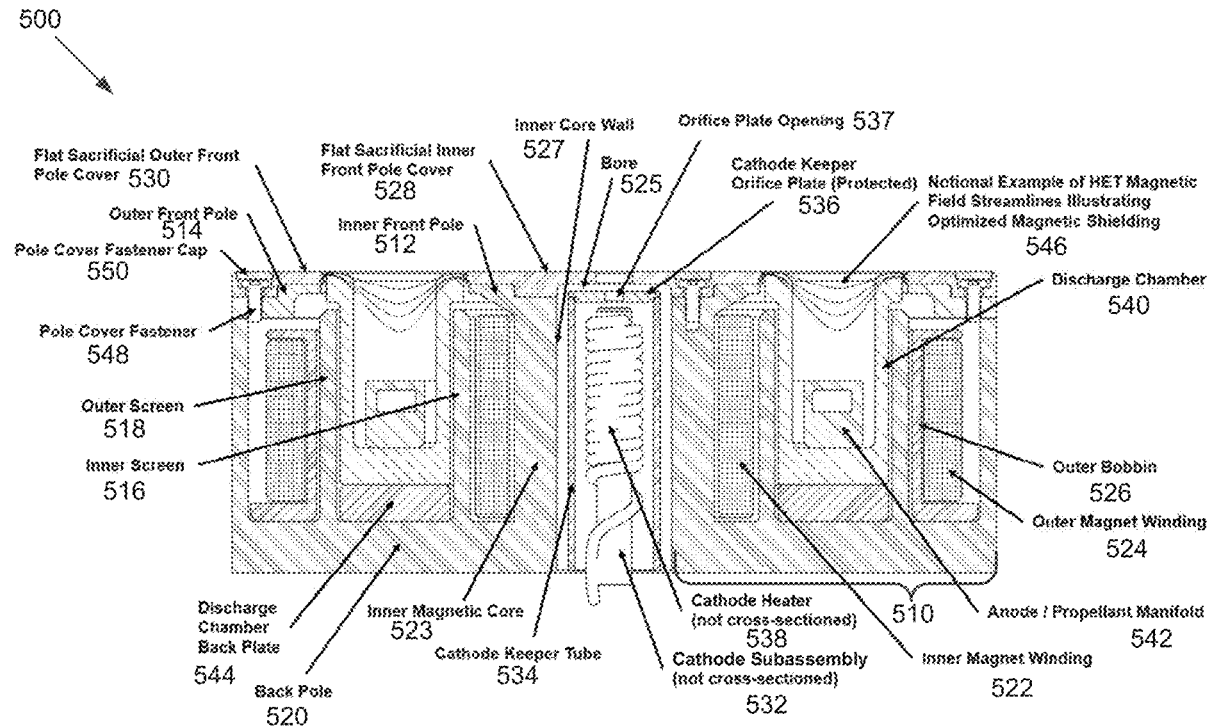 500
Inner Core Wall
527
Orifice Plate Opening 537
Flat Sacrificial Outer Front
Pole Cover 530
Flat Sacrificial Inner
Front Pole Cover
528
Bore
525
Cathode Keeper
Orifice Plate (Protected)
536
Notional Example of HET Magnetic
Field Streamlines Illustrating
Optimized Magnetic Shielding
546
Outer Front Pole
514
Inner Front Pole
512
Pole Cover Fastener Cap
550
Discharge Chamber
540
Pole Cover Fastener
548
Outer Screen
518
Inner Screen
516
Outer Bobbin
526
Outer Magnet Winding
524
Discharge
Chamber
Back Plate
544
Inner Magnetic Core
523
Cathode Heater
(not cross-sectioned)
538
510
Anode / Propellant Manifold
542
Cathode Keeper Tube
534
Cathode Subassembly
(not cross-sectioned)
532
Inner Magnet Winding
522
Back Pole
520